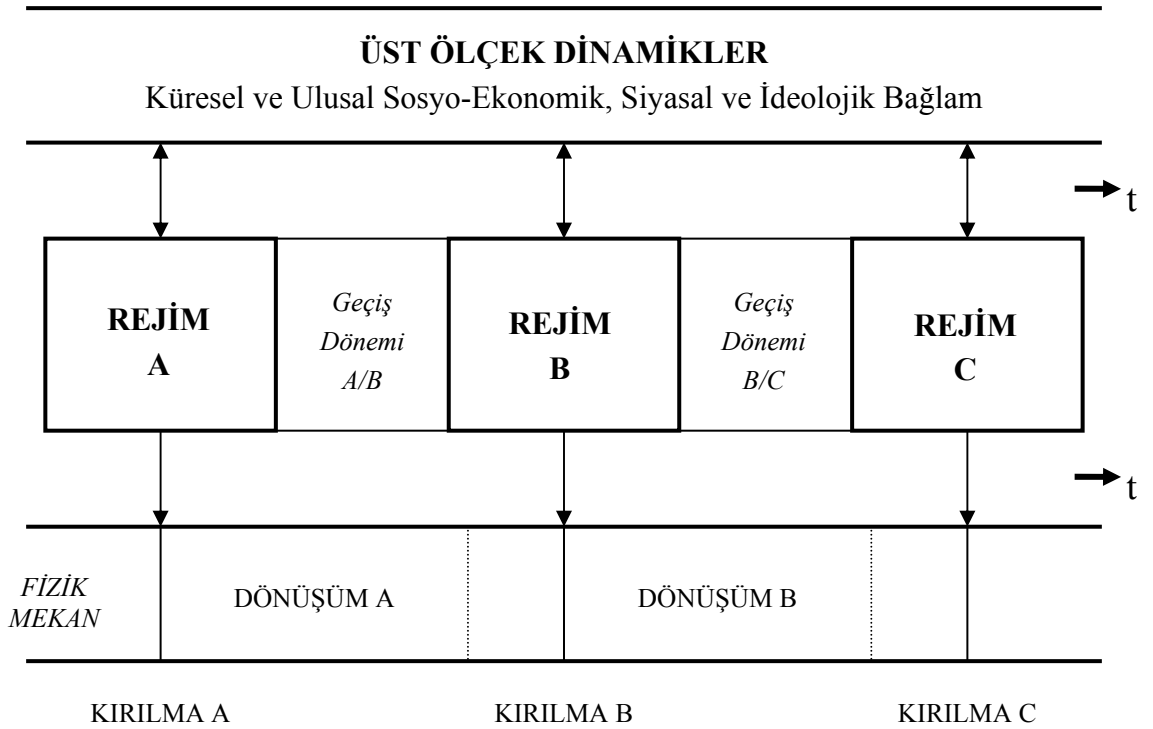 ÜST ÖLÇEK DİNAMİKLER
Küresel ve Ulusal Sosyo-Ekonomik, Siyasal ve İdeolojik Bağlam
t
REJİM
A
Geçiş
Dönemi
A/B
REJİM
B
Geçiş
Dönemi
B/C
REJİM
C
t
FİZİK
MEKAN
DÖNÜŞÜM A
DÖNÜŞÜM B
KIRILMA A
KIRILMA B
KIRILMA C